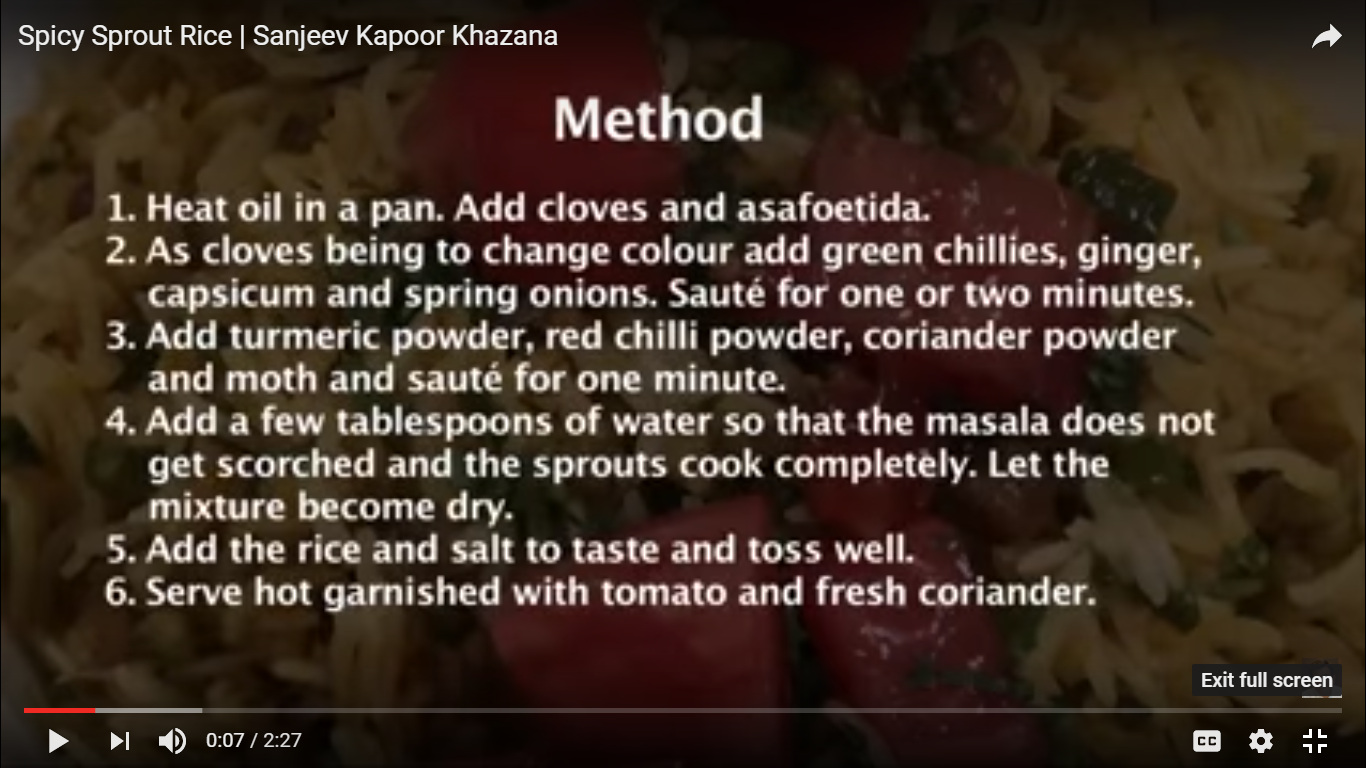 Spicy Sprout Rice | Sanjeev Kapoor Khazana
Method
1. Heat oil in a pan. Add cloves and asafoetida.
2. As cloves being to change colour add green chillies, ginger,
capsicum and spring onions. Sauté for one or two minutes.
3. Add turmeric powder, red chilli powder, coriander powder
and moth and sauté for one minute.
4. Add a few tablespoons of water so that the masala does not
get scorched and the sprouts cook completely. Let the
mixture become dry.
5. Add the rice and salt to taste and toss well.
6. Serve hot garnished with tomato and fresh coriander.
Exit full screen
0:07 / 2:27
CC